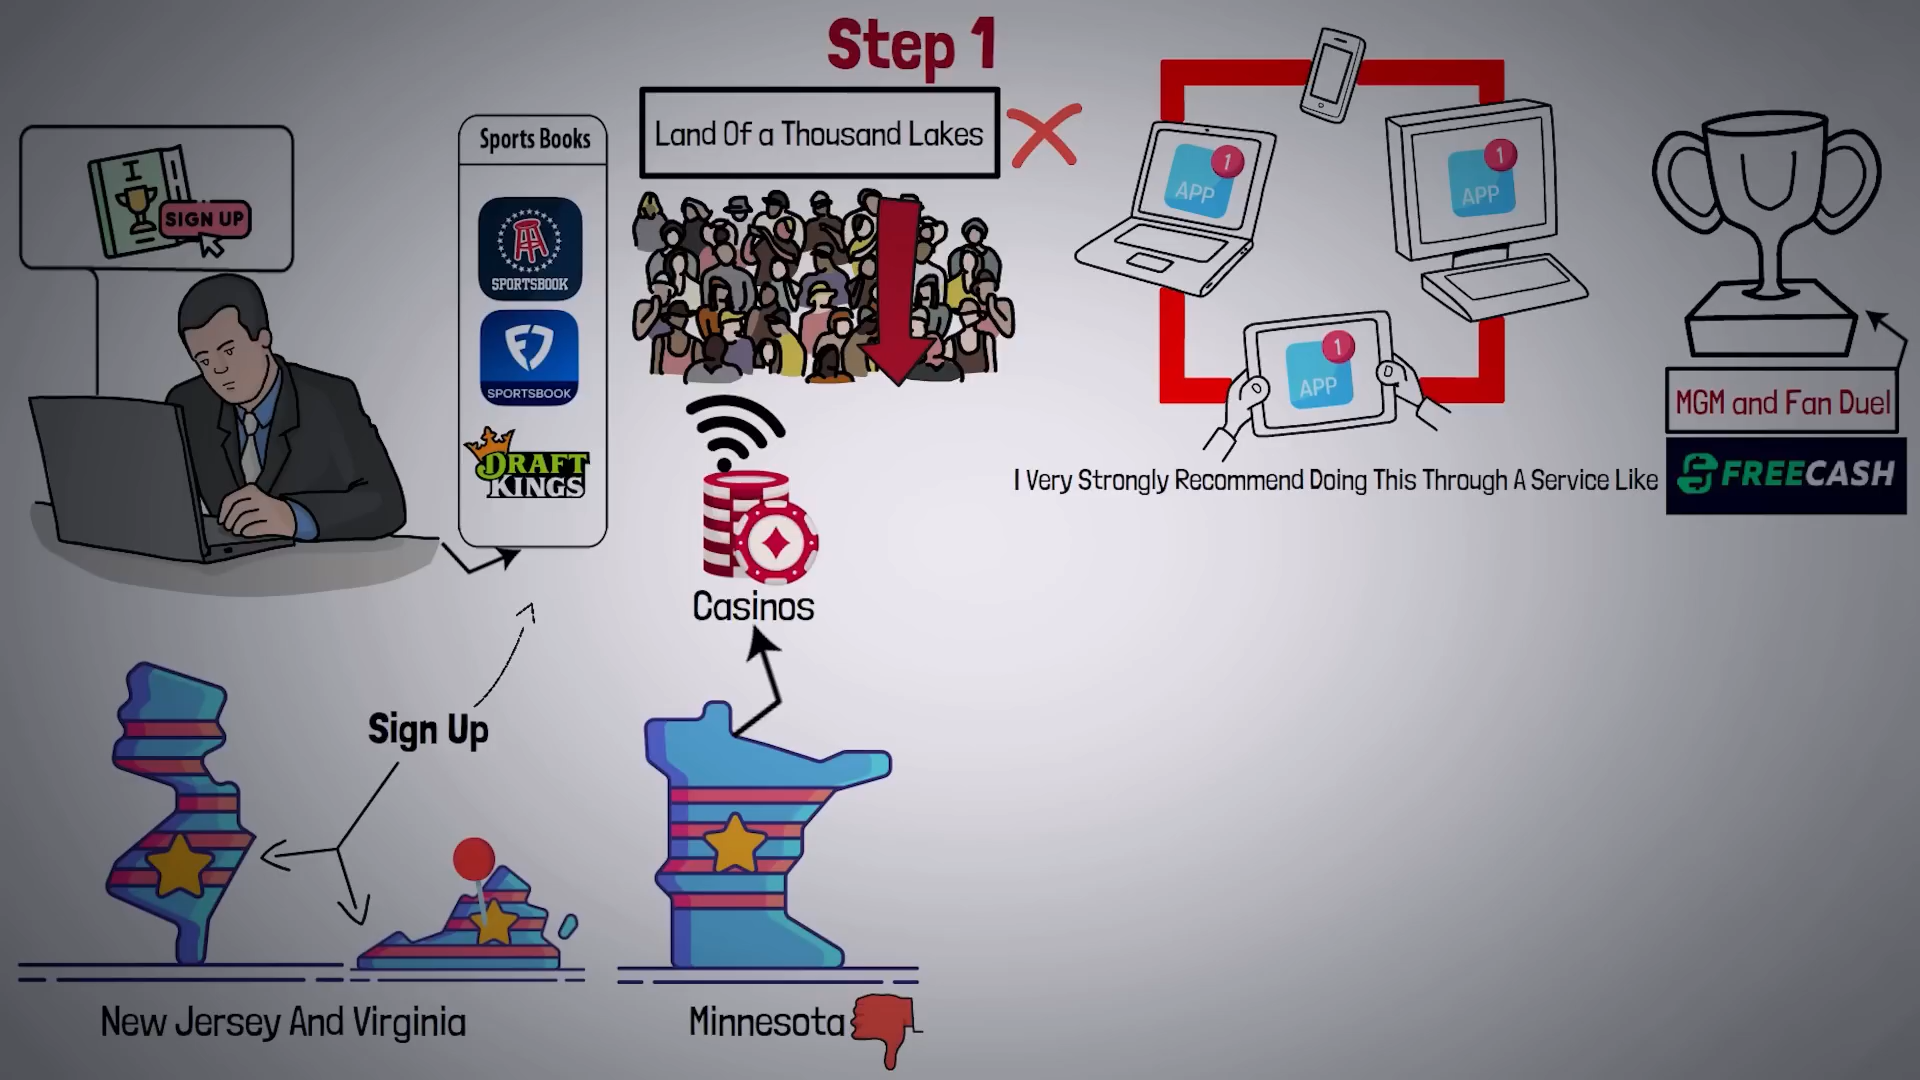 Step 1
I
SIGN UP
Sports Books
SPORTSBOOK
SPORTSBOOK
DRAFT
KINGS
Land Of a Thousand Lakes
APP
1
APP
1
APP
1
MGM and Fan Duel
I Very Strongly Recommend Doing This Through A Service Like
FREECASH
Casinos
Sign Up
New Jersey And Virginia
Minnesota